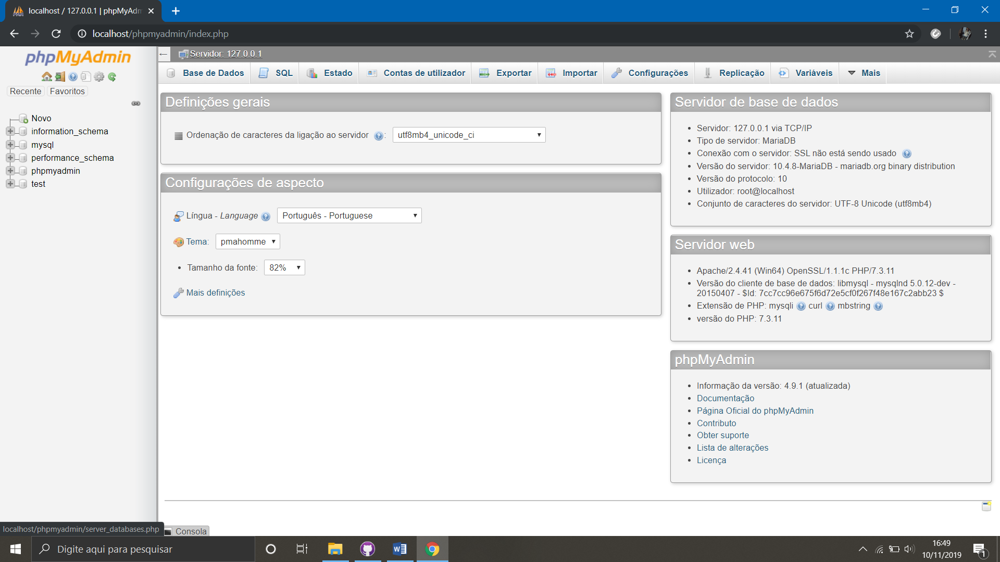 localhost / 127.0.0.1 | phpMyAdm
localhost/phpmyadmin/index.php
phpMyAdmin
Recente Favoritos
Novo
information_schema
mysql
performance_schema
phpmyadmin
test
Servidor: 127.0.0.1
Base de Dados SQL Estado Contas de utilizador Exportar Importar Configurações Replicação Variáveis Mais
Definições gerais
Ordenação de caracteres da ligação ao servidor : utf8mb4_unicode_ci
Configurações de aspecto
Língua - Language Português - Portuguese
Tema: pmahomme
Tamanho da fonte: 82%
Mais definições
Servidor de base de dados
Servidor: 127.0.0.1 via TCP/IP
Tipo de servidor: MariaDB
Conexão com o servidor: SSL não está sendo usado
Versão do servidor: 10.4.8-MariaDB - mariadb.org binary distribution
Versão do protocolo: 10
Utilizador: root@localhost
Conjunto de caracteres do servidor: UTF-8 Unicode (utf8mb4)
Servidor web
Apache/2.4.41 (Win64) OpenSSL/1.1.1c PHP/7.3.11
Versão do cliente de base de dados: libmysql - mysqlnd 5.0.12-dev -
20150407 - $Id: 7cc7cc96e675f6d72e5cf0f267f48e167c2abb23 $
Extensão de PHP: mysqli curl mbstring
versão do PHP: 7.3.11
phpMyAdmin
Informação da versão: 4.9.1 (atualizada)
Documentação
Página Oficial do phpMyAdmin
Contributo
Obter suporte
Lista de alterações
Licença
localhost/phpmyadmin/server_databases.php
Consola
Digite aqui para pesquisar
16:49
10/11/2019
1